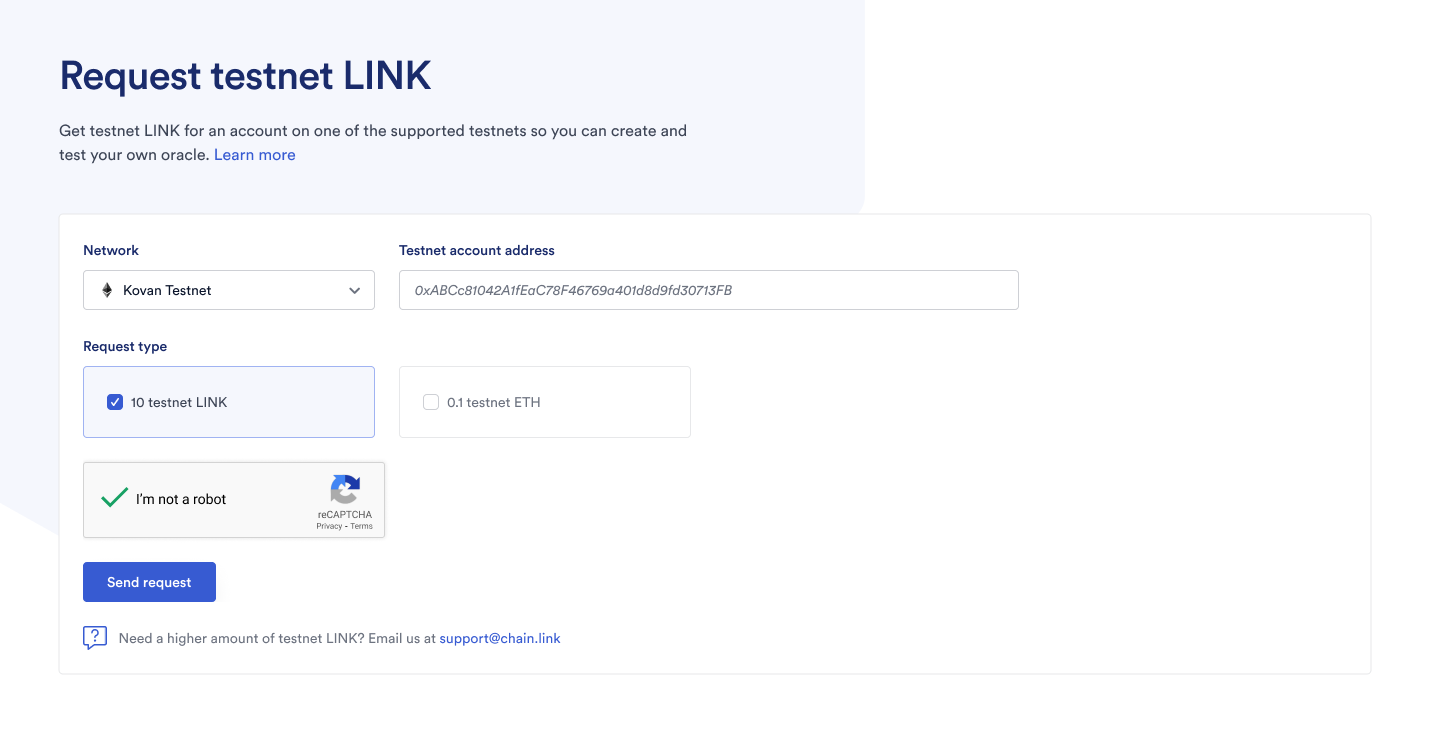 Request testnet LINK
Get testnet LINK for an account on one of the supported testnets so you can create and
test your own oracle. Learn more
Network
Testnet account address
Kovan Testnet
0xABCc81042A1fEaC78F46769a401d8d9fd30713FB
Request type
10 testnet LINK
0.1 testnet ETH
I'm not a robot
reCAPTCHA
Privacy - Terms
Send request
Need a higher amount of testnet LINK? Email us at support@chain.link